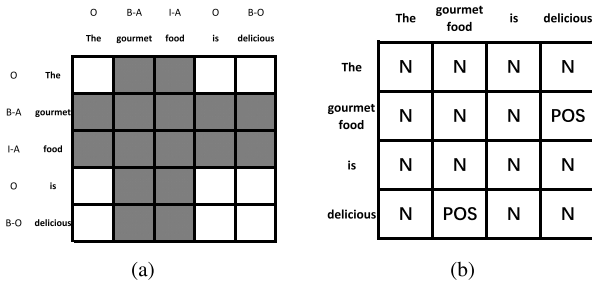 O B-A I-A O B-O
The gourmet food is delicious
O The
B-A gourmet
I-A food
O is
B-O delicious
(a)
The gourmet food is delicious
The N N N N
gourmet food N N N POS
is N N N N
delicious N POS N N
(b)